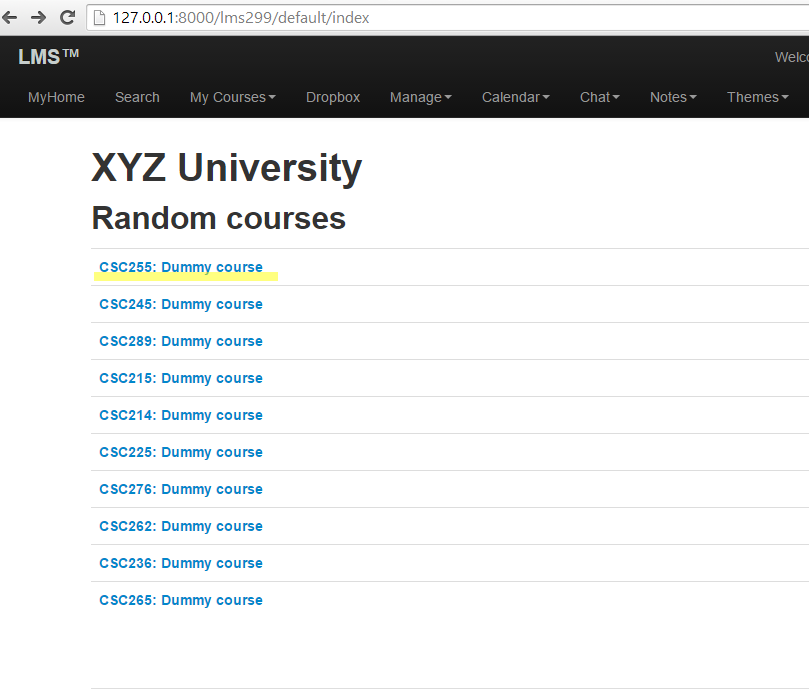 127.0.0.1:8000/lms299/default/index
LMS™
MyHome Search My Courses Dropbox Manage Calendar Chat Notes Themes
XYZ University
Random courses
CSC255: Dummy course
CSC245: Dummy course
CSC289: Dummy course
CSC215: Dummy course
CSC214: Dummy course
CSC225: Dummy course
CSC276: Dummy course
CSC262: Dummy course
CSC236: Dummy course
CSC265: Dummy course